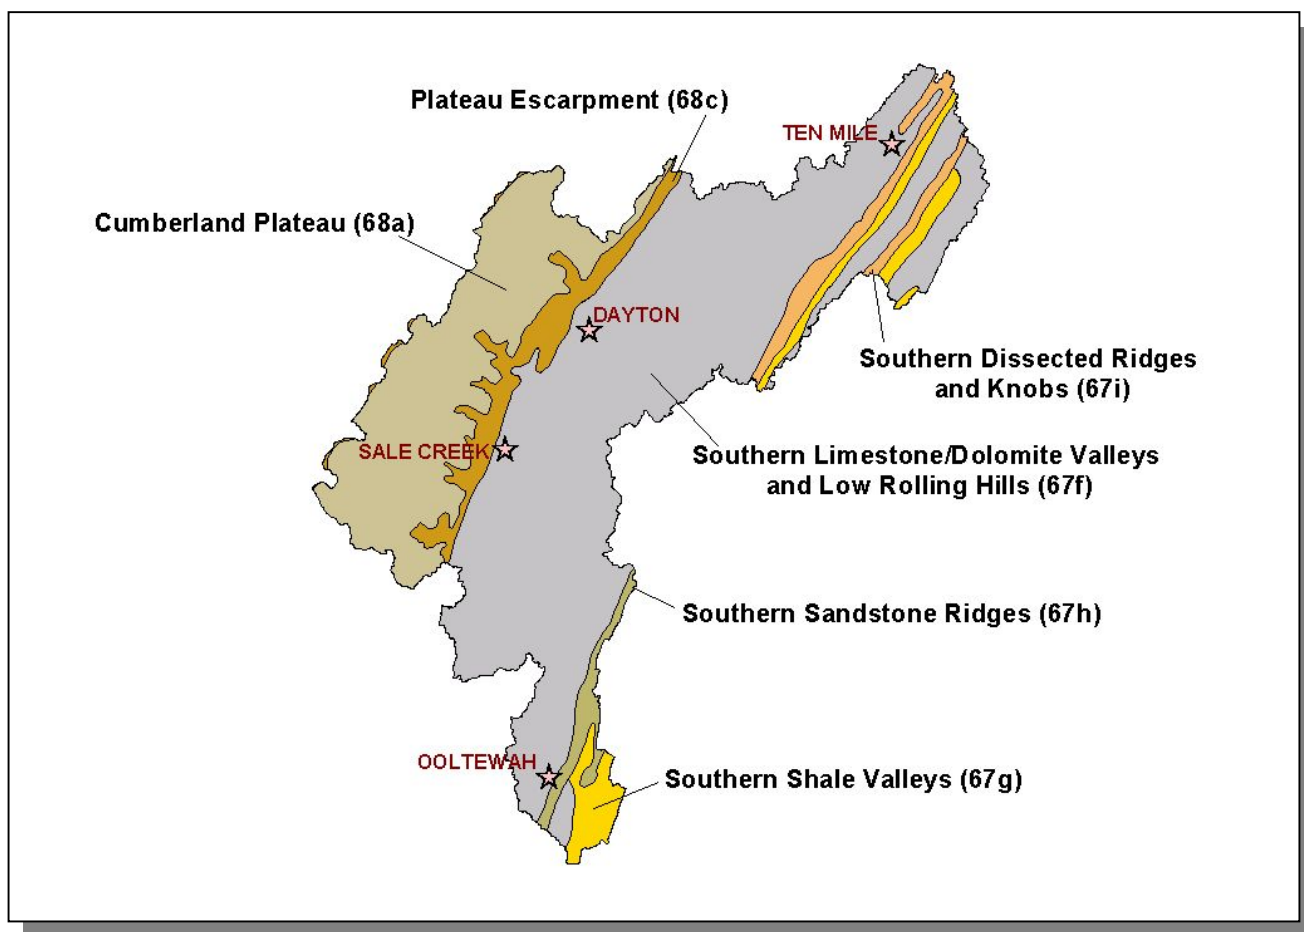 Plateau Escarpment (68c)
TEN MILE
Cumberland Plateau (68a)
DAYTON
Southern Dissected Ridges
and Knobs (67i)
SALE CREEK
Southern Limestone/Dolomite Valleys
and Low Rolling Hills (67f)
Southern Sandstone Ridges (67h)
OOLTEWAH
Southern Shale Valleys (67g)